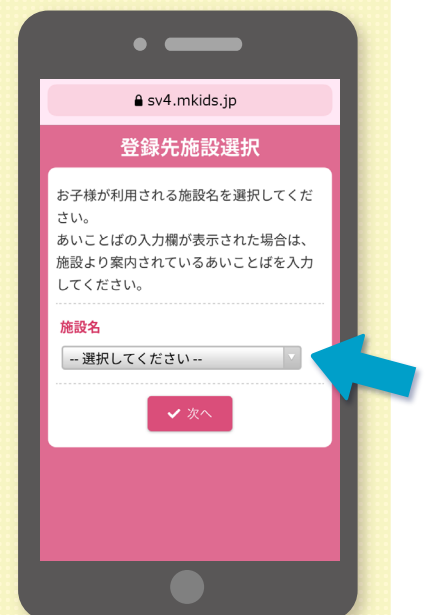 sv4.mkids.jp
登録先施設選択
お子様が利用される施設名を選択してくだ
さい。
あいことばの入力欄が表示された場合は、
施設より案内されているあいことばを入力
してください。
施設名
-- 選択してください --
次へ